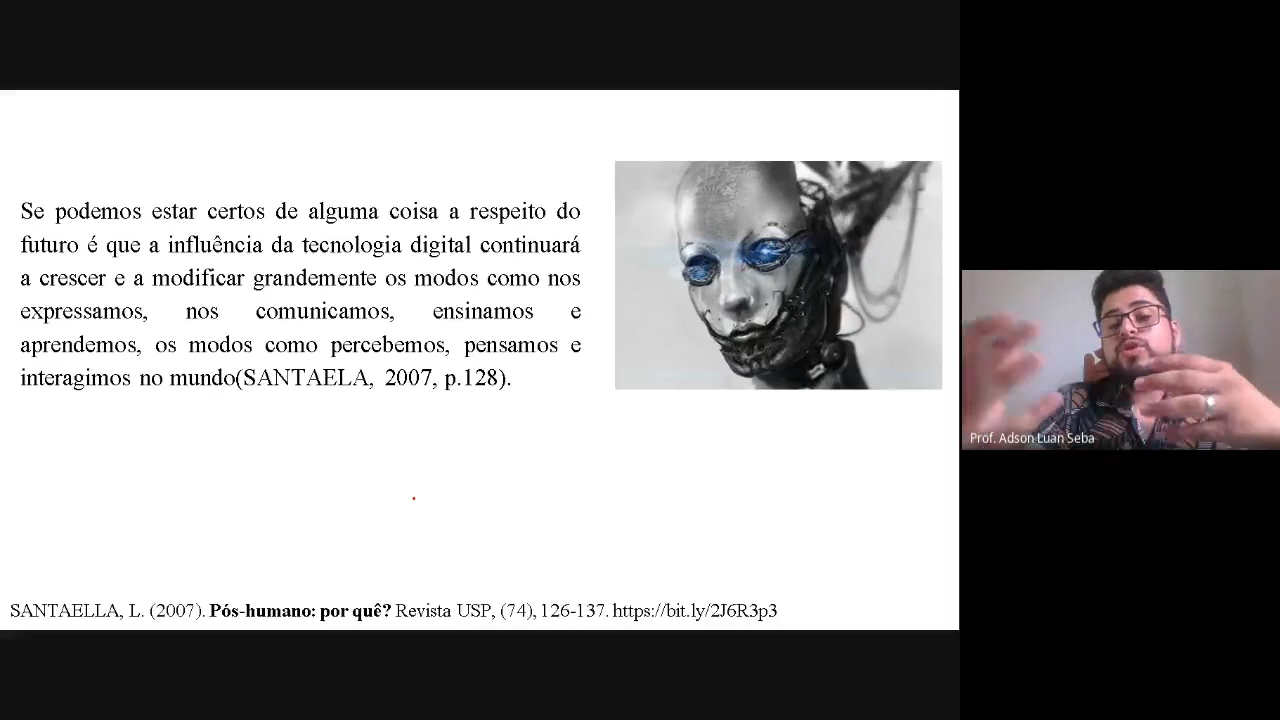 Se podemos estar certos de alguma coisa a respeito do
futuro é que a influência da tecnologia digital continuará
a crescer e a modificar grandemente os modos como nos
expressamos, nos comunicamos, ensinamos e
aprendemos, os modos como percebemos, pensamos e
interagimos no mundo(SANTAELA, 2007, p.128).
Prof. Adson Luan Seba
SANTAELLA, L. (2007). Pós-humano: por quê? Revista USP, (74), 126-137. https://bit.ly/2J6R3p3